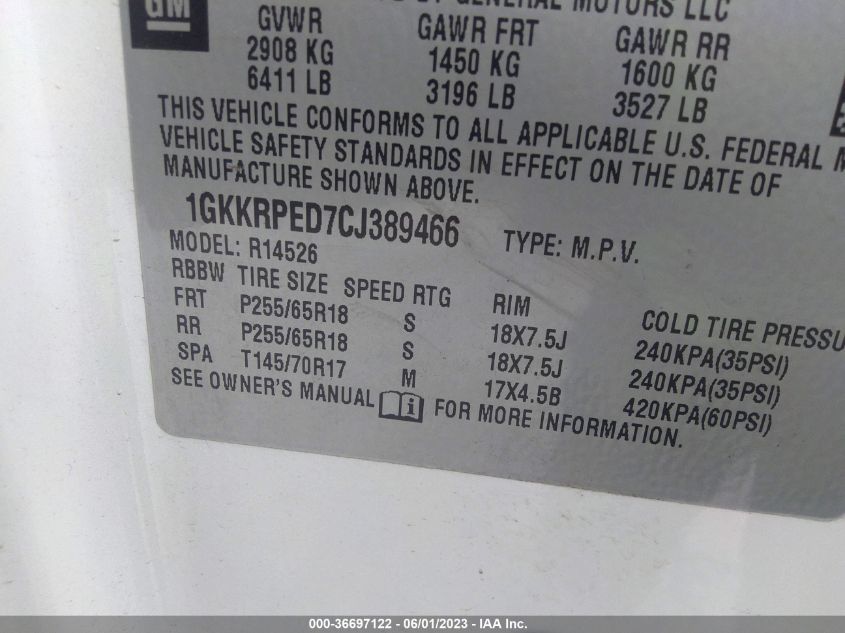 GM
BY GENERAL MOTORS LLC
GVWR GAWR FRT GAWR RR
2908 KG 1450 KG 1600 KG
6411 LB 3196 LB 3527 LB
THIS VEHICLE CONFORMS TO ALL APPLICABLE U.S. FEDERAL M
VEHICLE SAFETY STANDARDS IN EFFECT ON THE DATE OF
MANUFACTURE SHOWN ABOVE.
1GKKRPED7CJ389466 TYPE: M.P.V.
MODEL: R14526
RBBW TIRE SIZE SPEED RTG RIM COLD TIRE PRESSU
FRT P255/65R18 S 18X7.5J 240KPA(35PSI)
RR P255/65R18 S 18X7.5J 240KPA(35PSI)
SPA T145/70R17 M 17X4.5B 420KPA(60PSI)
SEE OWNER'S MANUAL i FOR MORE INFORMATION.
000-36697122 - 06/01/2023 - IAA Inc.